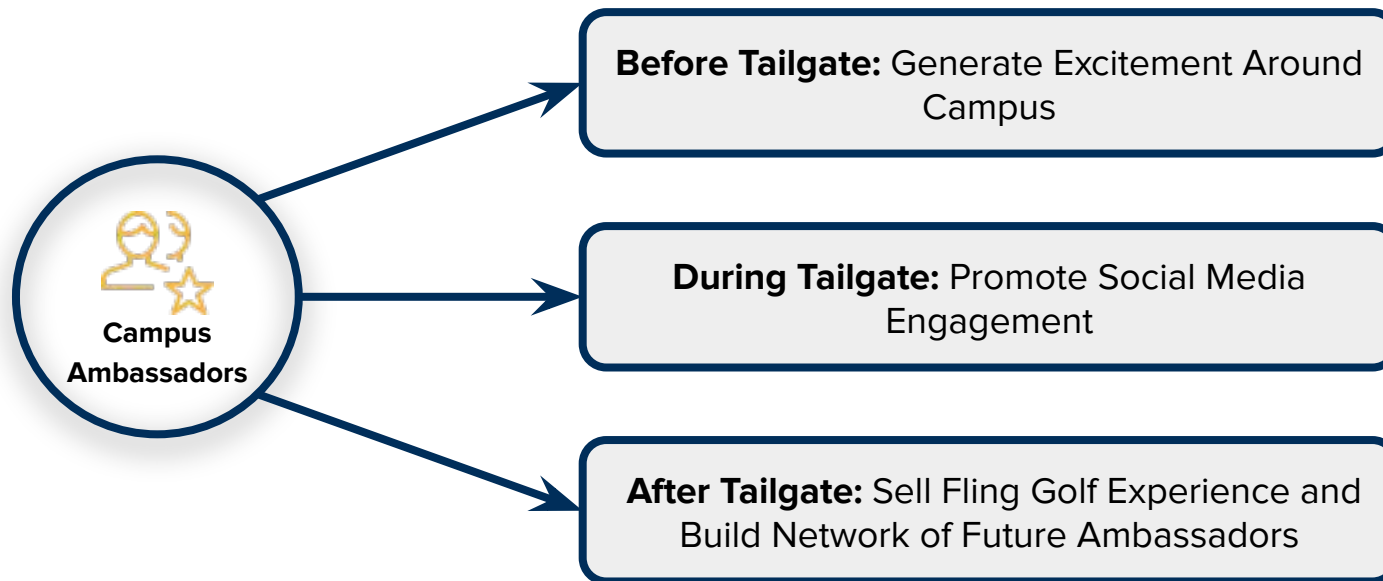 Before Tailgate: Generate Excitement Around
Campus
Campus
Ambassadors
During Tailgate: Promote Social Media
Engagement
After Tailgate: Sell Fling Golf Experience and
Build Network of Future Ambassadors